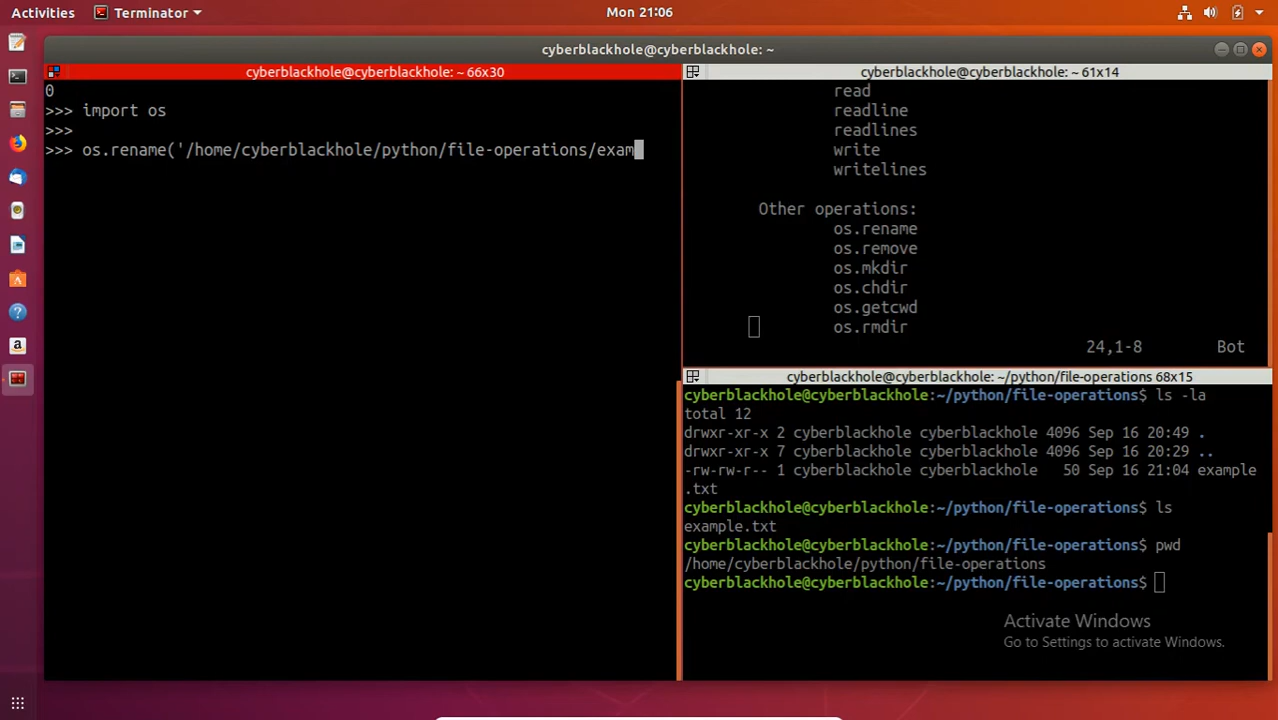 Activities Terminator Mon 21:06
cyberblackhole@cyberblackhole: ~
cyberblackhole@cyberblackhole: ~ 66x30
0
>>> import os
>>>
>>> os.rename('/home/cyberblackhole/python/file-operations/exam
cyberblackhole@cyberblackhole: ~ 61x14
read
readline
readlines
write
writelines
Other operations:
os.rename
os.remove
os.mkdir
os.chdir
os.getcwd
os.rmdir
24,1-8 Bot
cyberblackhole@cyberblackhole: ~/python/file-operations 68x15
cyberblackhole@cyberblackhole:~/python/file-operations$ ls -la
total 12
drwxr-xr-x 2 cyberblackhole cyberblackhole 4096 Sep 16 20:49 .
drwxr-xr-x 7 cyberblackhole cyberblackhole 4096 Sep 16 20:29 ..
-rw-rw-r-- 1 cyberblackhole cyberblackhole   50 Sep 16 21:04 example
.txt
cyberblackhole@cyberblackhole:~/python/file-operations$ ls
example.txt
cyberblackhole@cyberblackhole:~/python/file-operations$ pwd
/home/cyberblackhole/python/file-operations
cyberblackhole@cyberblackhole:~/python/file-operations$
Activate Windows
Go to Settings to activate Windows.